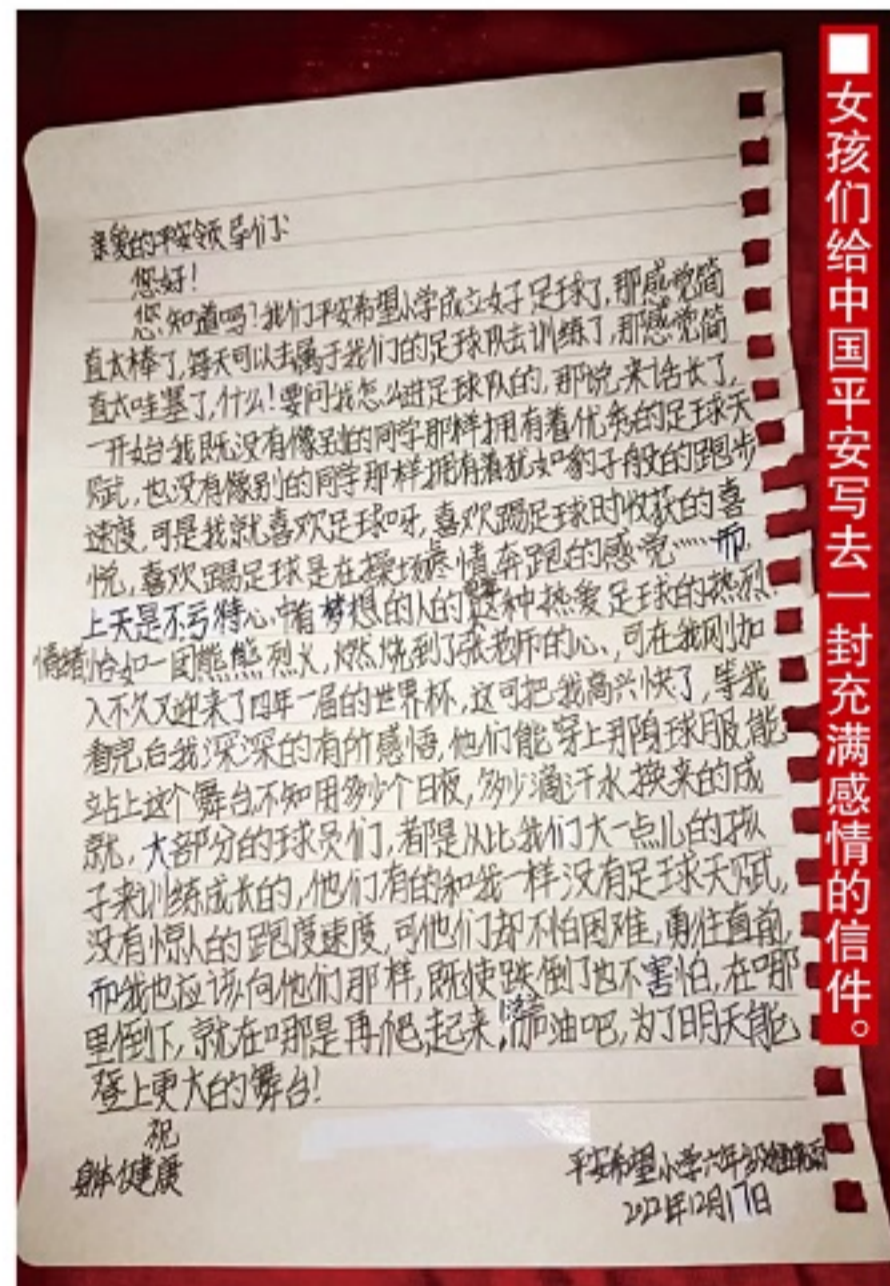 亲爱的平安领导们:
您好!
您知道吗?我们平安希望小学成立女子足球了,那感觉简
直太棒了,每天可以去属于我们的足球队去训练了,那感觉简
直太哇塞了,什么!要问我怎么进足球队的,那说来话长了,
一开始我既没有像别的同学那样拥有着优秀的足球天
赋,也没有像别的同学那样拥有着犹如豹子般的跑步
速度,可是我就喜欢足球呀,喜欢踢足球时收获的喜
悦,喜欢踢足球是在操场尽情奔跑的感觉……而
上天是不亏待心中有梦想的人的这种热爱足球的热烈
情绪恰如一团熊熊烈火,燃烧到了张老师的心,可在我刚加
入不久又迎来了四年一届的世界杯,这可把我高兴快了,等我
看完后我深深的有所感悟,他们能穿上那身球服,能
站上这个舞台不知用多少个日夜,多少滴汗水换来的成
就,大部分的球员们,都是从比我们大一点儿的孩
子来训练成长的,他们有的和我一样没有足球天赋,
没有惊人的跑度速度,可他们却不怕困难,勇往直前,
而我也应该向他们那样,既使跌倒了也不害怕,在哪
里倒下,就在哪是再爬起来,加油吧,为了明天能
登上更大的舞台!
祝
身体健康
平安希望小学六年级
2022年12月17日
■女孩们给中国平安写去一封充满感情的信件。